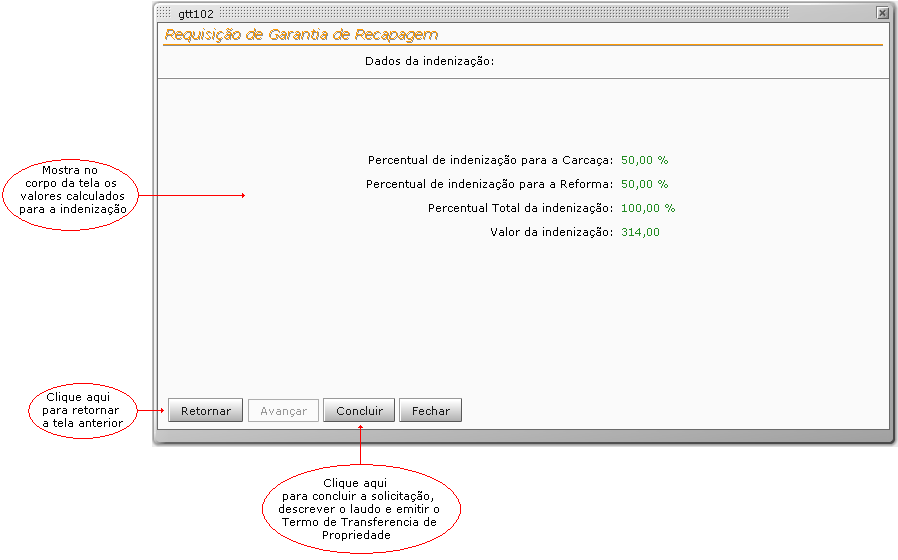 gtt102
Requisição de Garantia de Recapagem
Dados da indenização:
Percentual de indenização para a Carcaça: 50,00 %
Percentual de indenização para a Reforma: 50,00 %
Percentual Total da indenização: 100,00 %
Valor da indenização: 314,00
Mostra no
corpo da tela os
valores calculados
para a indenização
Clique aqui
para retornar
a tela anterior
Retornar Avançar Concluir Fechar
Clique aqui
para concluir a solicitação,
descrever o laudo e emitir o
Termo de Transferencia de
Propriedade